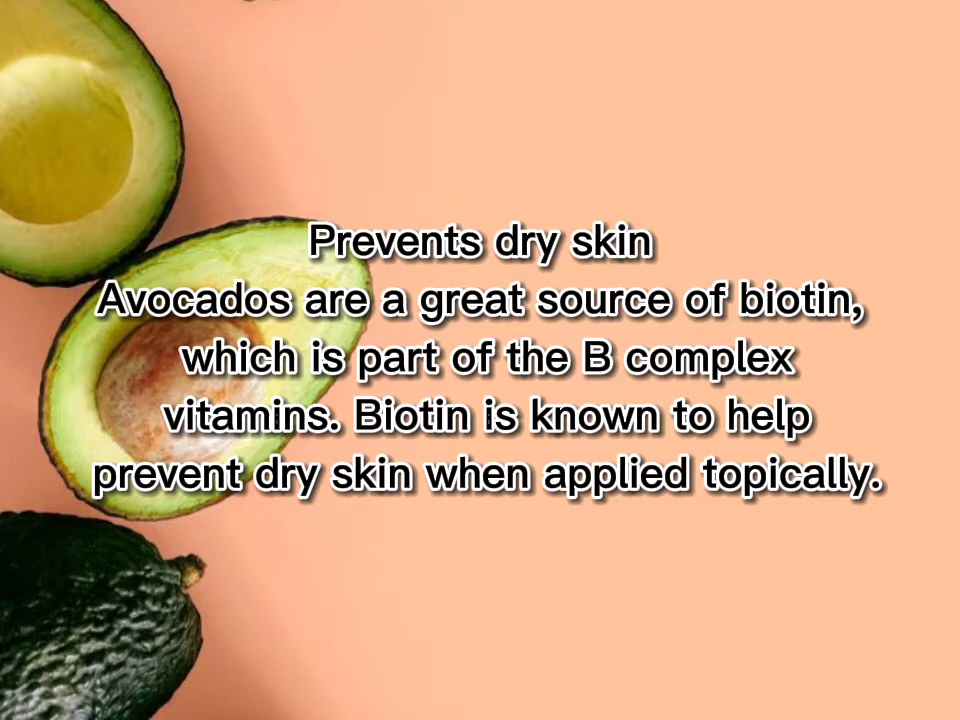 Prevents dry skin
Avocados are a great source of biotin,
which is part of the B complex
vitamins. Biotin is known to help
prevent dry skin when applied topically.